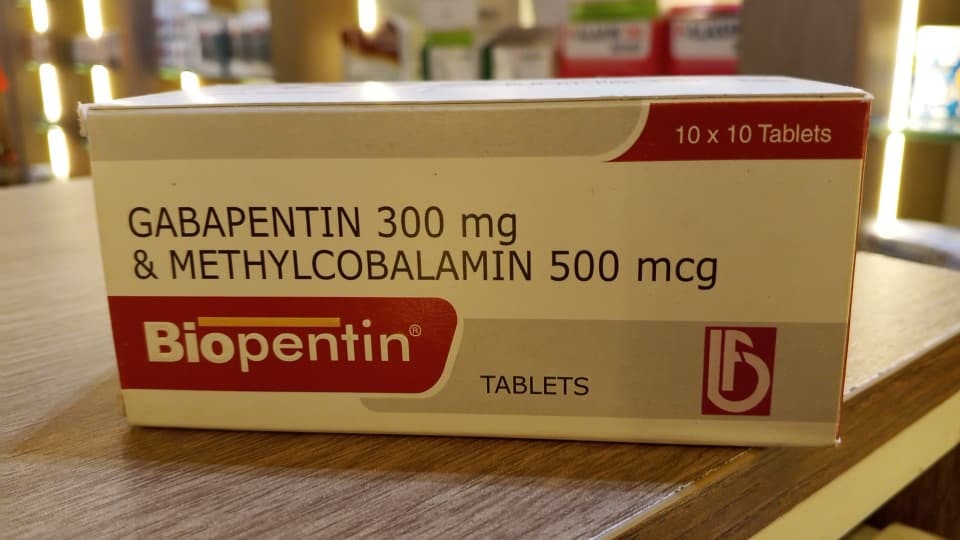 10 x 10 Tablets
GABAPENTIN 300 mg
& METHYLCOBALAMIN 500 mcg
Biopentin®
TABLETS